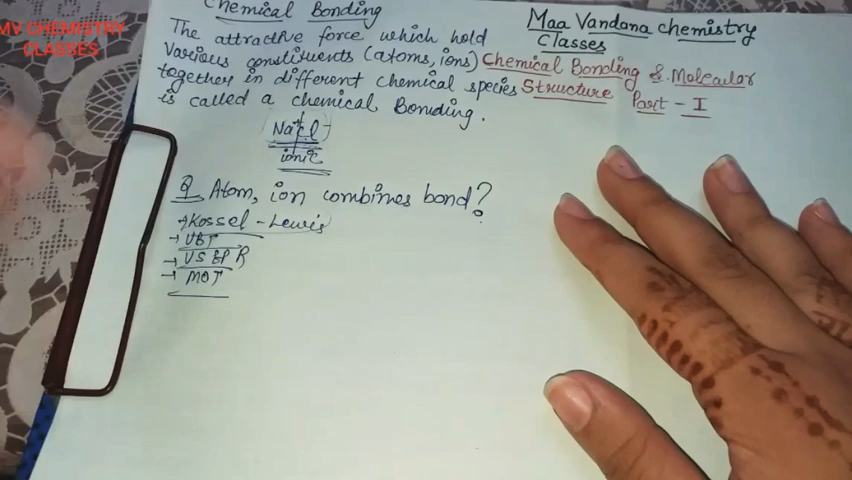 MV CHEMISTRY
CLASSES
Chemical Bonding
The attractive force which hold
various constituents (atoms, ions)
together in different chemical species
is called a chemical Bonding.
Maa Vandana chemistry
Classes
Chemical Bonding & Molecular
Structure Part - I
Na+Cl-
ionic
Q Atom, ion combines bond?
→ Kossel - Lewis
→ VBT
→ VSEPR
→ MOT